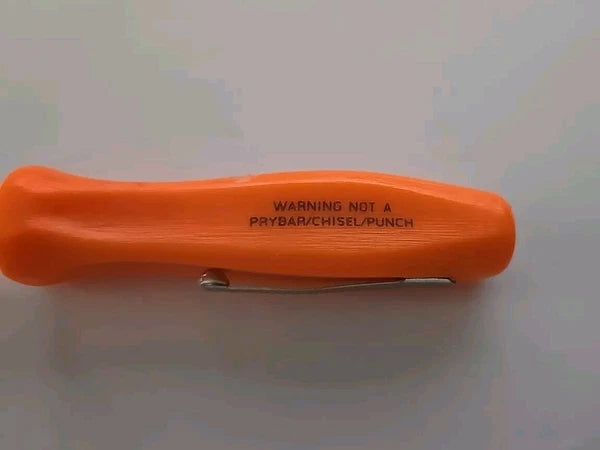 WARNING NOT A
PRYBAR/CHISEL/PUNCH